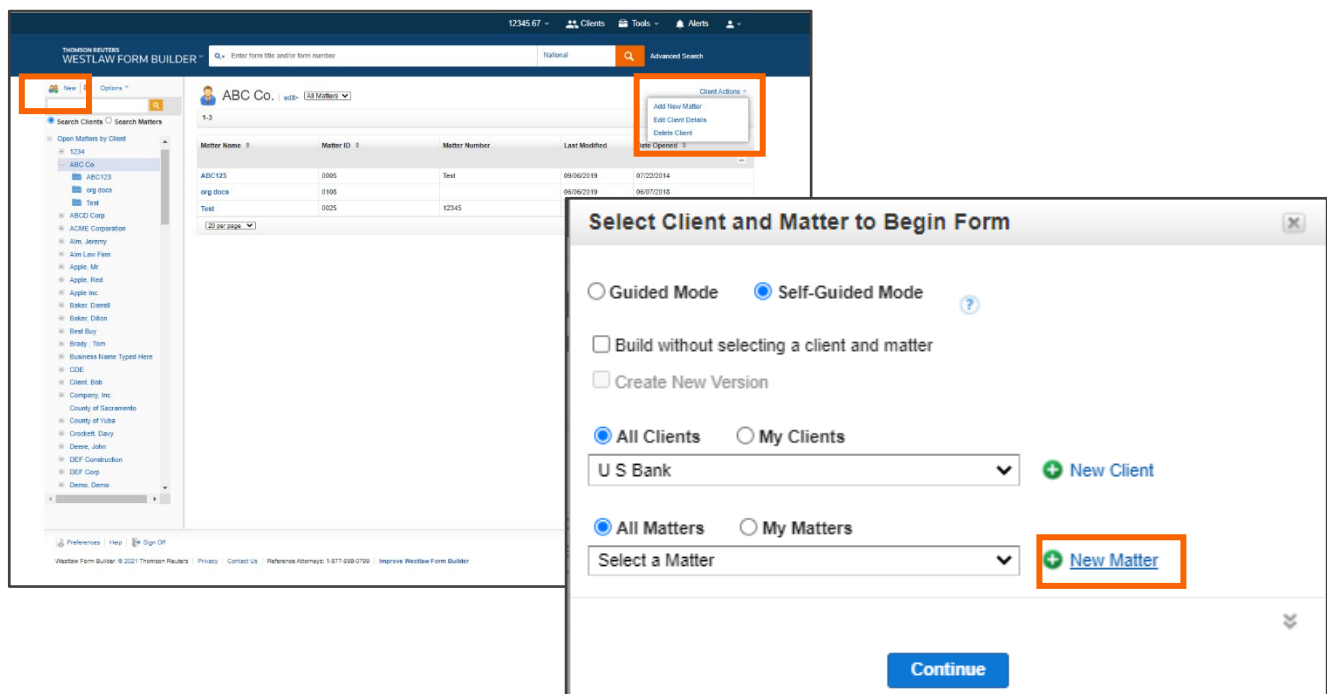 12345.67 Clients Tools Alerts
THOMSON REUTERS
WESTLAW FORM BUILDER™
Enter form title and/or form number
National
Advanced Search
New Options
Search Clients Search Matters
Open Matters by Client
1234
ABC Co.
ABC123
org docs
Test
ABCD Corp
ACME Corporation
Alm, Jeremy
Alm Law Firm
Apple, Mr.
Apple, Red
Apple Inc.
Baker, Darrell
Baker, Dillon
Best Buy
Brady , Tom
Business Name Typed Here
CDE
Client, Bob
Company, Inc.
County of Sacramento
County of Yuba
Crockett, Davy
Deere, John
DEF Construction
DEF Corp
Demo, Demo
ABC Co. edit All Matters
1-3
Client Actions
Add New Matter
Edit Client Details
Delete Client
Matter Name Matter ID Matter Number Last Modified Date Opened
...
ABC123 0005 Test 09/06/2019 07/22/2014
org docs 0108 06/06/2019 06/07/2018
Test 0025 12345
20 per page
Preferences | Help | Sign Off
Westlaw Form Builder. © 2021 Thomson Reuters | Privacy | Contact Us | Reference Attorneys: 1-877-699-0799 | Improve Westlaw Form Builder
Select Client and Matter to Begin Form
Guided Mode Self-Guided Mode ?
Build without selecting a client and matter
Create New Version
All Clients My Clients
U S Bank New Client
All Matters My Matters
Select a Matter New Matter
Continue